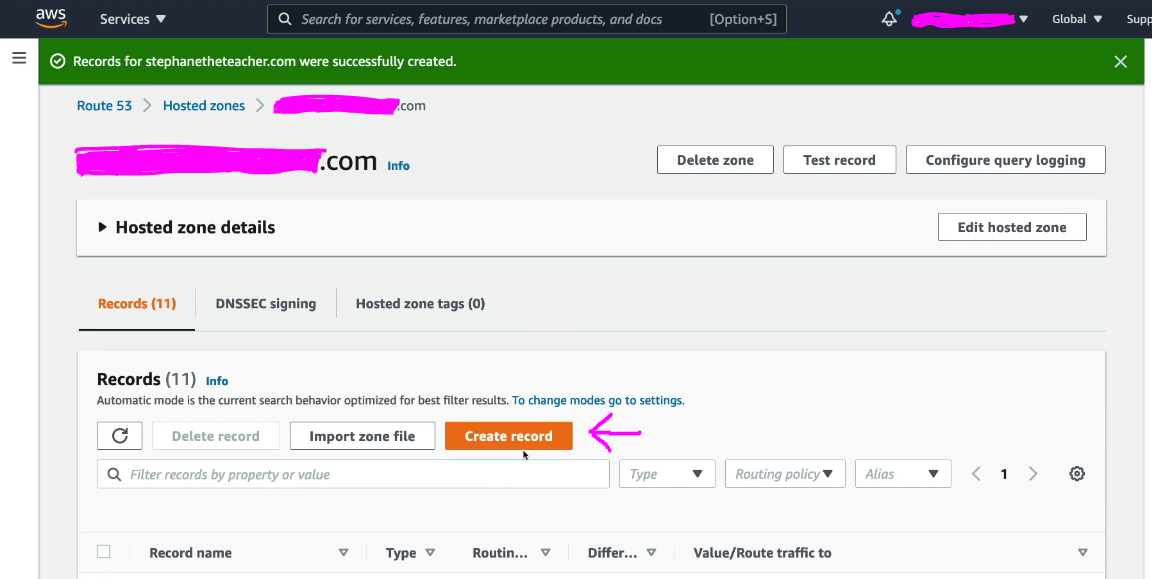 aws Services Search for services, features, marketplace products, and docs [Option+S] Global Supp
Records for stephanetheteacher.com were successfully created.
Route 53 Hosted zones .com
.com Info Delete zone Test record Configure query logging
Hosted zone details Edit hosted zone
Records (11) DNSSEC signing Hosted zone tags (0)
Records (11) Info
Automatic mode is the current search behavior optimized for best filter results. To change modes go to settings.
Delete record Import zone file Create record
Filter records by property or value Type Routing policy Alias 1
Record name Type Routin... Differ... Value/Route traffic to